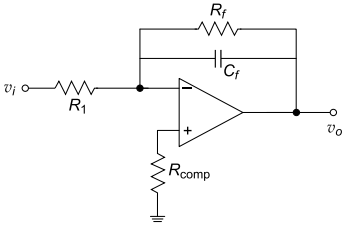 R_f
C_f
v_i
R_1
−
+
R_comp
v_o